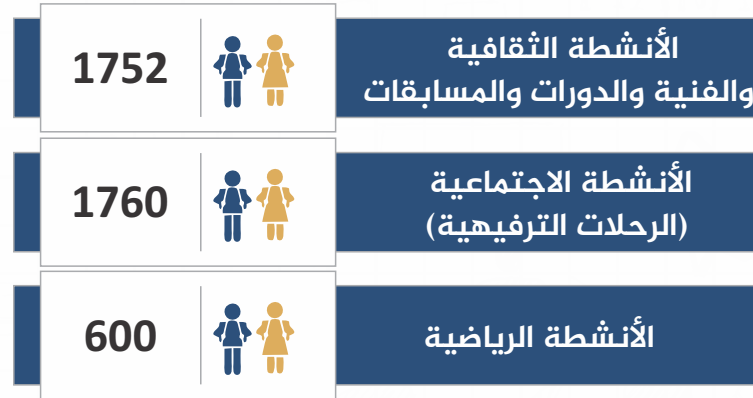 الأنشطة الثقافية
والفنية والدورات والمسابقات
1752
الأنشطة الاجتماعية
(الرحلات الترفيهية)
1760
الأنشطة الرياضية
600